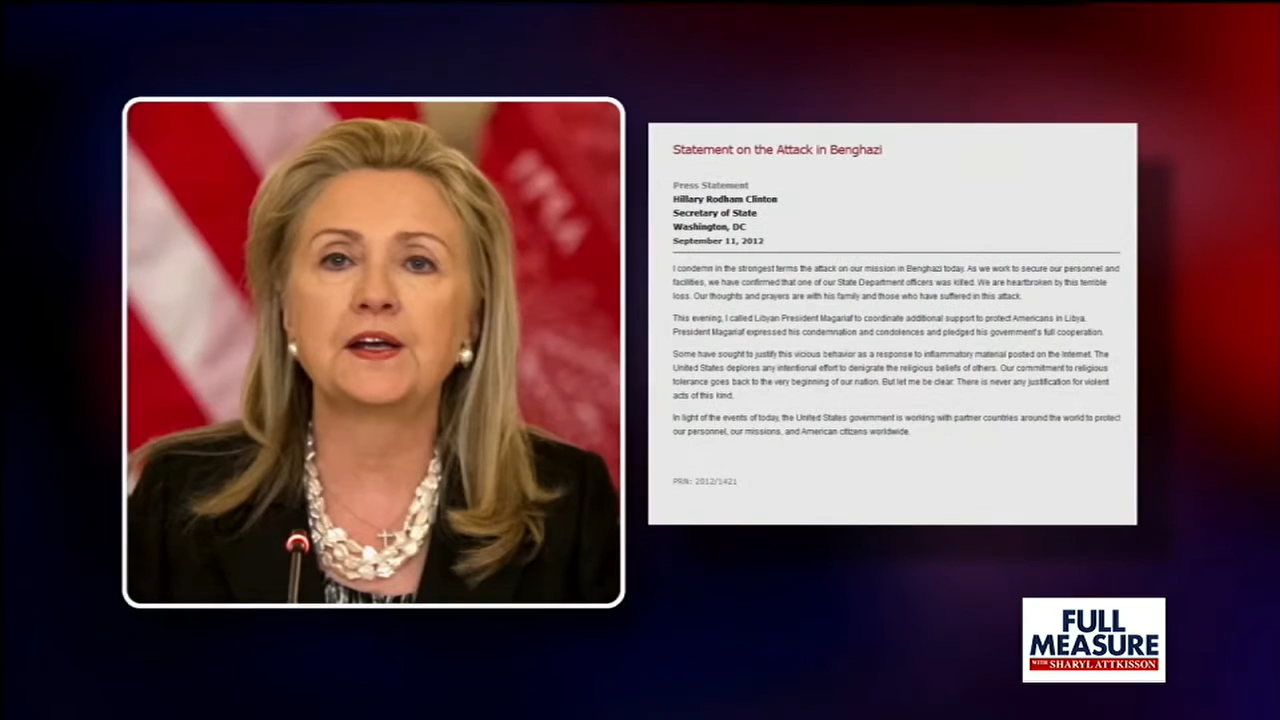 Statement on the Attack in Benghazi
Press Statement
Hillary Rodham Clinton
Secretary of State
Washington, DC
September 11, 2012
I condemn in the strongest terms the attack on our mission in Benghazi today. As we work to secure our personnel and
facilities, we have confirmed that one of our State Department officers was killed. We are heartbroken by this terrible
loss. Our thoughts and prayers are with his family and those who have suffered in this attack.
This evening, I called Libyan President Magariaf to coordinate additional support to protect Americans in Libya.
President Magariaf expressed his condemnation and condolences and pledged his government's full cooperation.
Some have sought to justify this vicious behavior as a response to inflammatory material posted on the Internet. The
United States deplores any intentional effort to denigrate the religious beliefs of others. Our commitment to religious
tolerance goes back to the very beginning of our nation. But let me be clear: There is never any justification for violent
acts of this kind.
In light of the events of today, the United States government is working with partner countries around the world to protect
our personnel, our missions, and American citizens worldwide.
PRN: 2012/1421
FULL
MEASURE
WITH SHARYL ATTKISSON